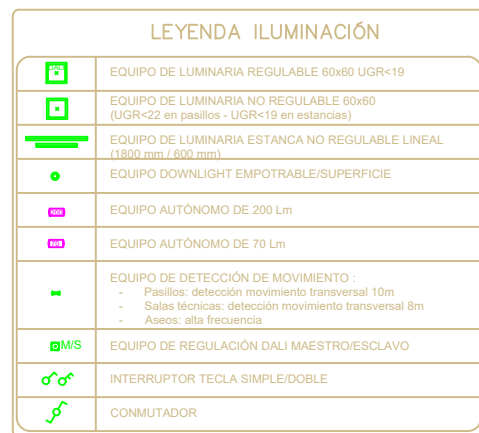 LEYENDA ILUMINACIÓN
EQUIPO DE LUMINARIA REGULABLE 60x60 UGR<19
EQUIPO DE LUMINARIA NO REGULABLE 60x60
(UGR<22 en pasillos - UGR<19 en estancias)
EQUIPO DE LUMINARIA ESTANCA NO REGULABLE LINEAL
(1800 mm / 600 mm)
EQUIPO DOWNLIGHT EMPOTRABLE/SUPERFICIE
200
EQUIPO AUTÓNOMO DE 200 Lm
70
EQUIPO AUTÓNOMO DE 70 Lm
EQUIPO DE DETECCIÓN DE MOVIMIENTO :
- Pasillos: detección movimiento transversal 10m
- Salas técnicas: detección movimiento transversal 8m
- Aseos: alta frecuencia
M/S
EQUIPO DE REGULACIÓN DALI MAESTRO/ESCLAVO
INTERRUPTOR TECLA SIMPLE/DOBLE
CONMUTADOR